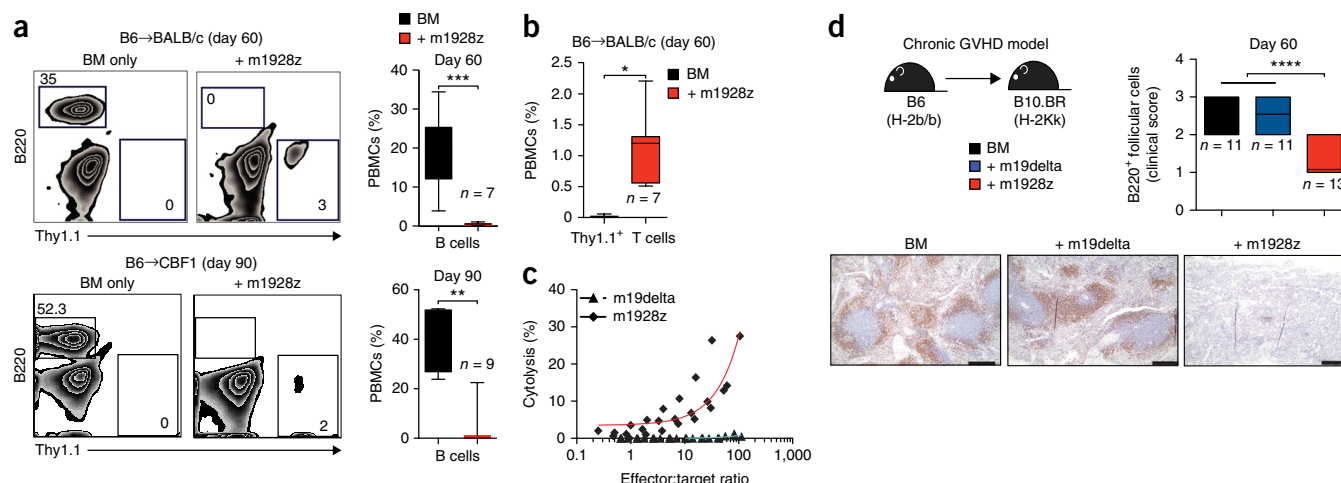 a
B6→BALB/c (day 60)
BM only
+ m1928z
35
0
0
3
B220
Thy1.1
BM
+ m1928z
Day 60
***
PBMCs (%)
40
30
20
10
0
n = 7
B cells
B6→CBF1 (day 90)
BM only
+ m1928z
52.3
0
2
B220
Thy1.1
Day 90
**
PBMCs (%)
60
40
20
0
n = 9
B cells
b
B6→BALB/c (day 60)
*
BM
+ m1928z
PBMCs (%)
2.5
2.0
1.5
1.0
0.5
0
n = 7
Thy1.1+ T cells
c
m19delta
m1928z
Cytolysis (%)
40
30
20
10
0
0.1 1 10 100 1,000
Effector:target ratio
d
Chronic GVHD model
B6
(H-2b/b)
B10.BR
(H-2Kk)
BM
+ m19delta
+ m1928z
Day 60
****
B220+ follicular cells
(clinical score)
4
3
2
1
0
n = 11
n = 11
n = 13
BM
+ m19delta
+ m1928z